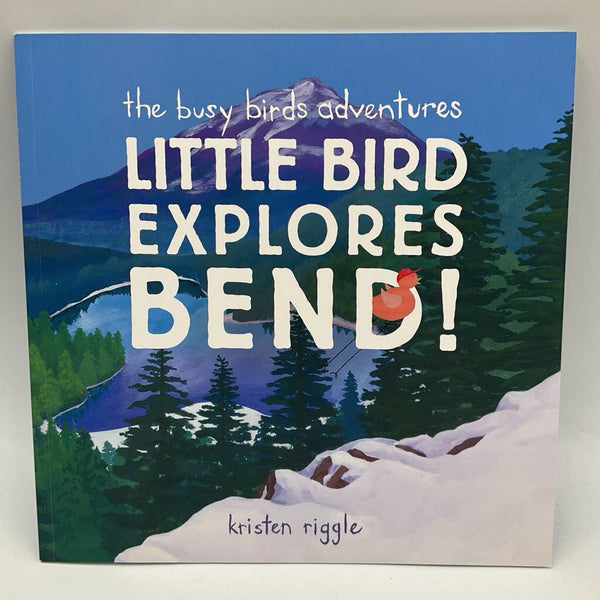 the busy birds adventures
LITTLE BIRD
EXPLORES
BEND!
kristen riggle